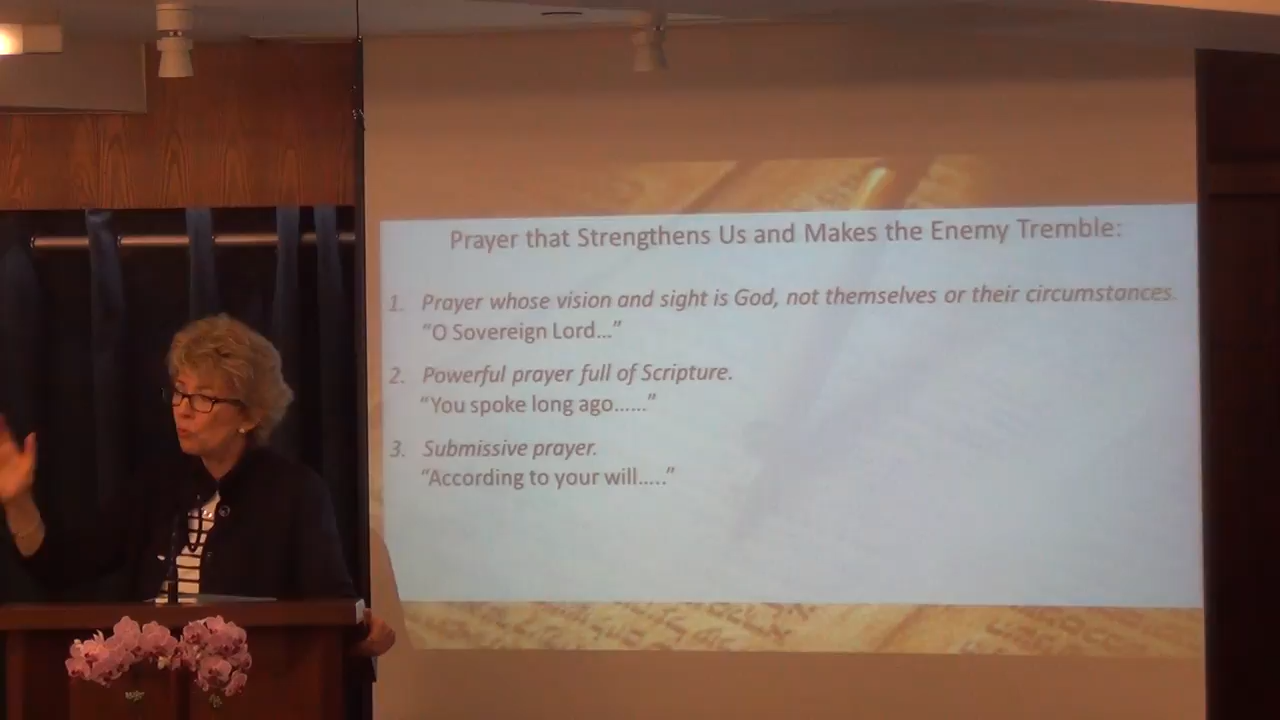 Prayer that Strengthens Us and Makes the Enemy Tremble:
1. Prayer whose vision and sight is God, not themselves or their circumstances.
“O Sovereign Lord…”
2. Powerful prayer full of Scripture.
“You spoke long ago……”
3. Submissive prayer.
“According to your will…..”